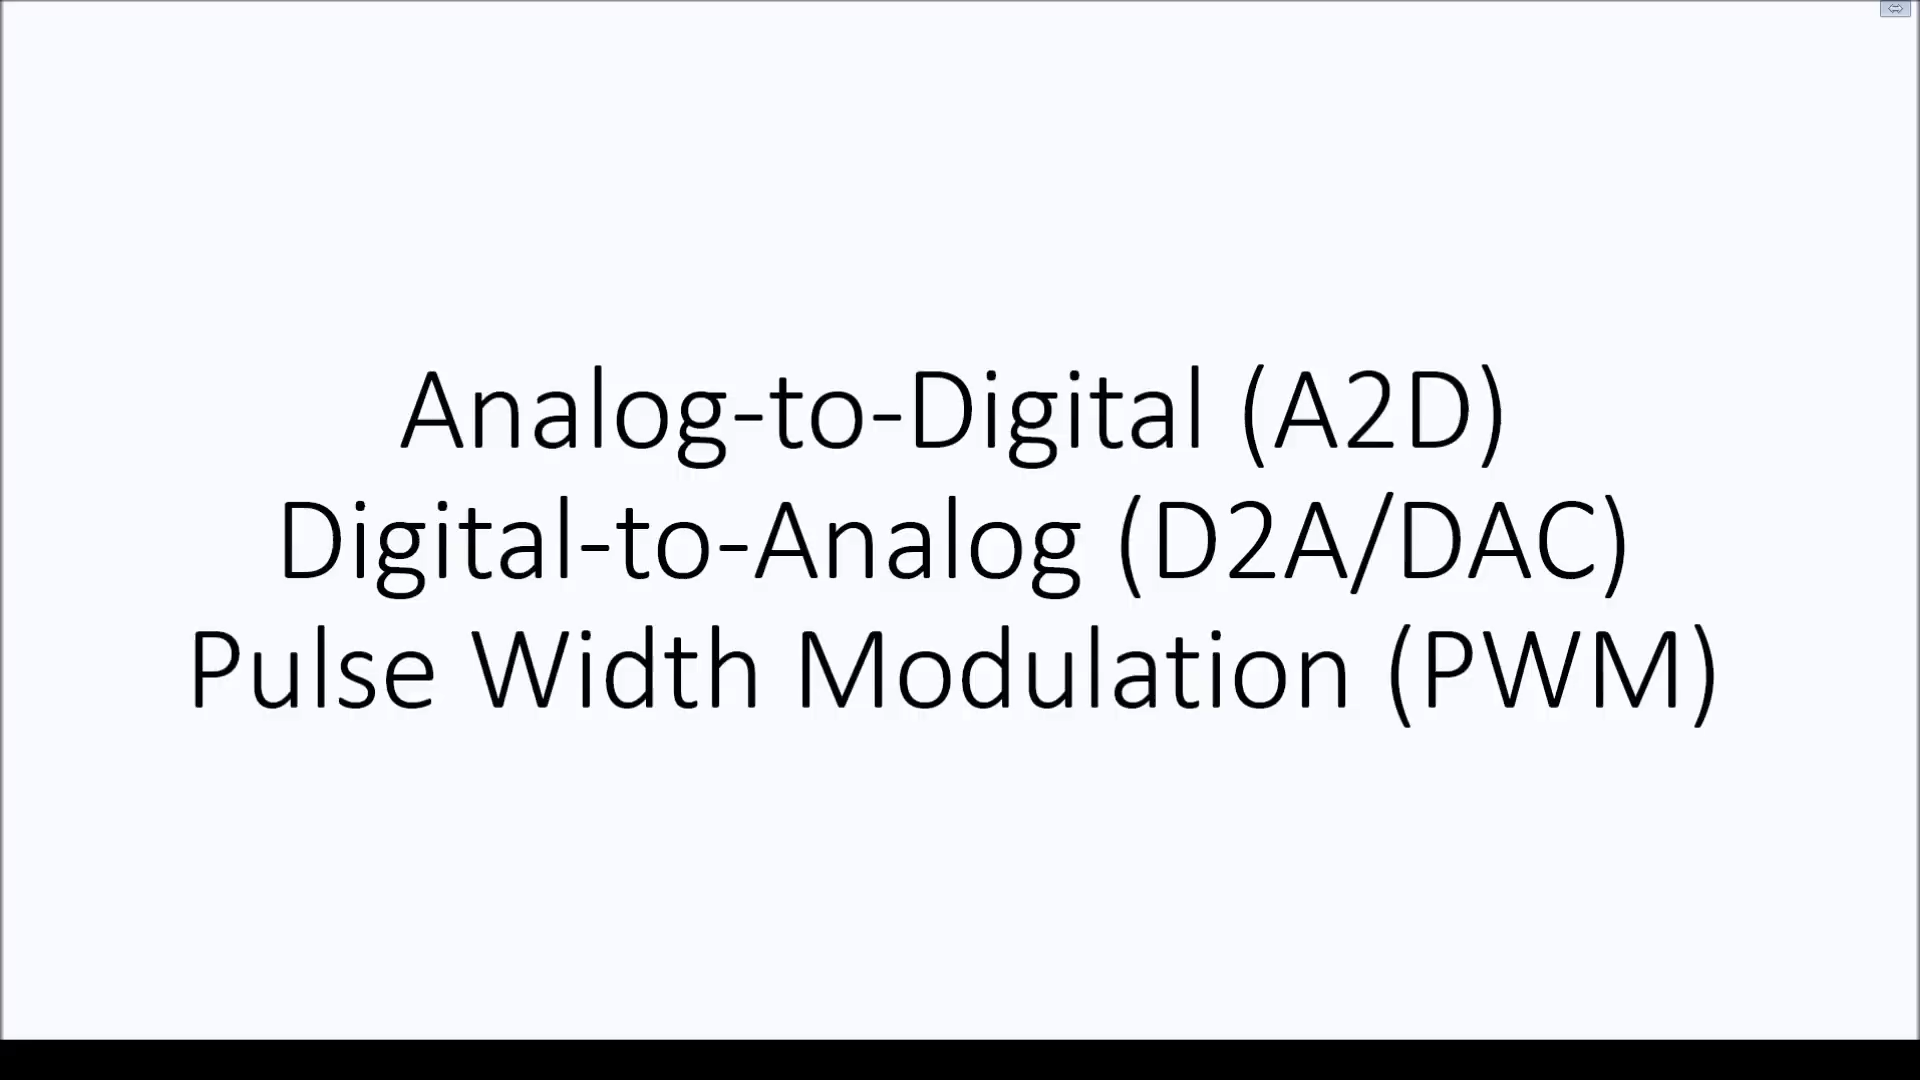 Analog-to-Digital (A2D)
Digital-to-Analog (D2A/DAC)
Pulse Width Modulation (PWM)